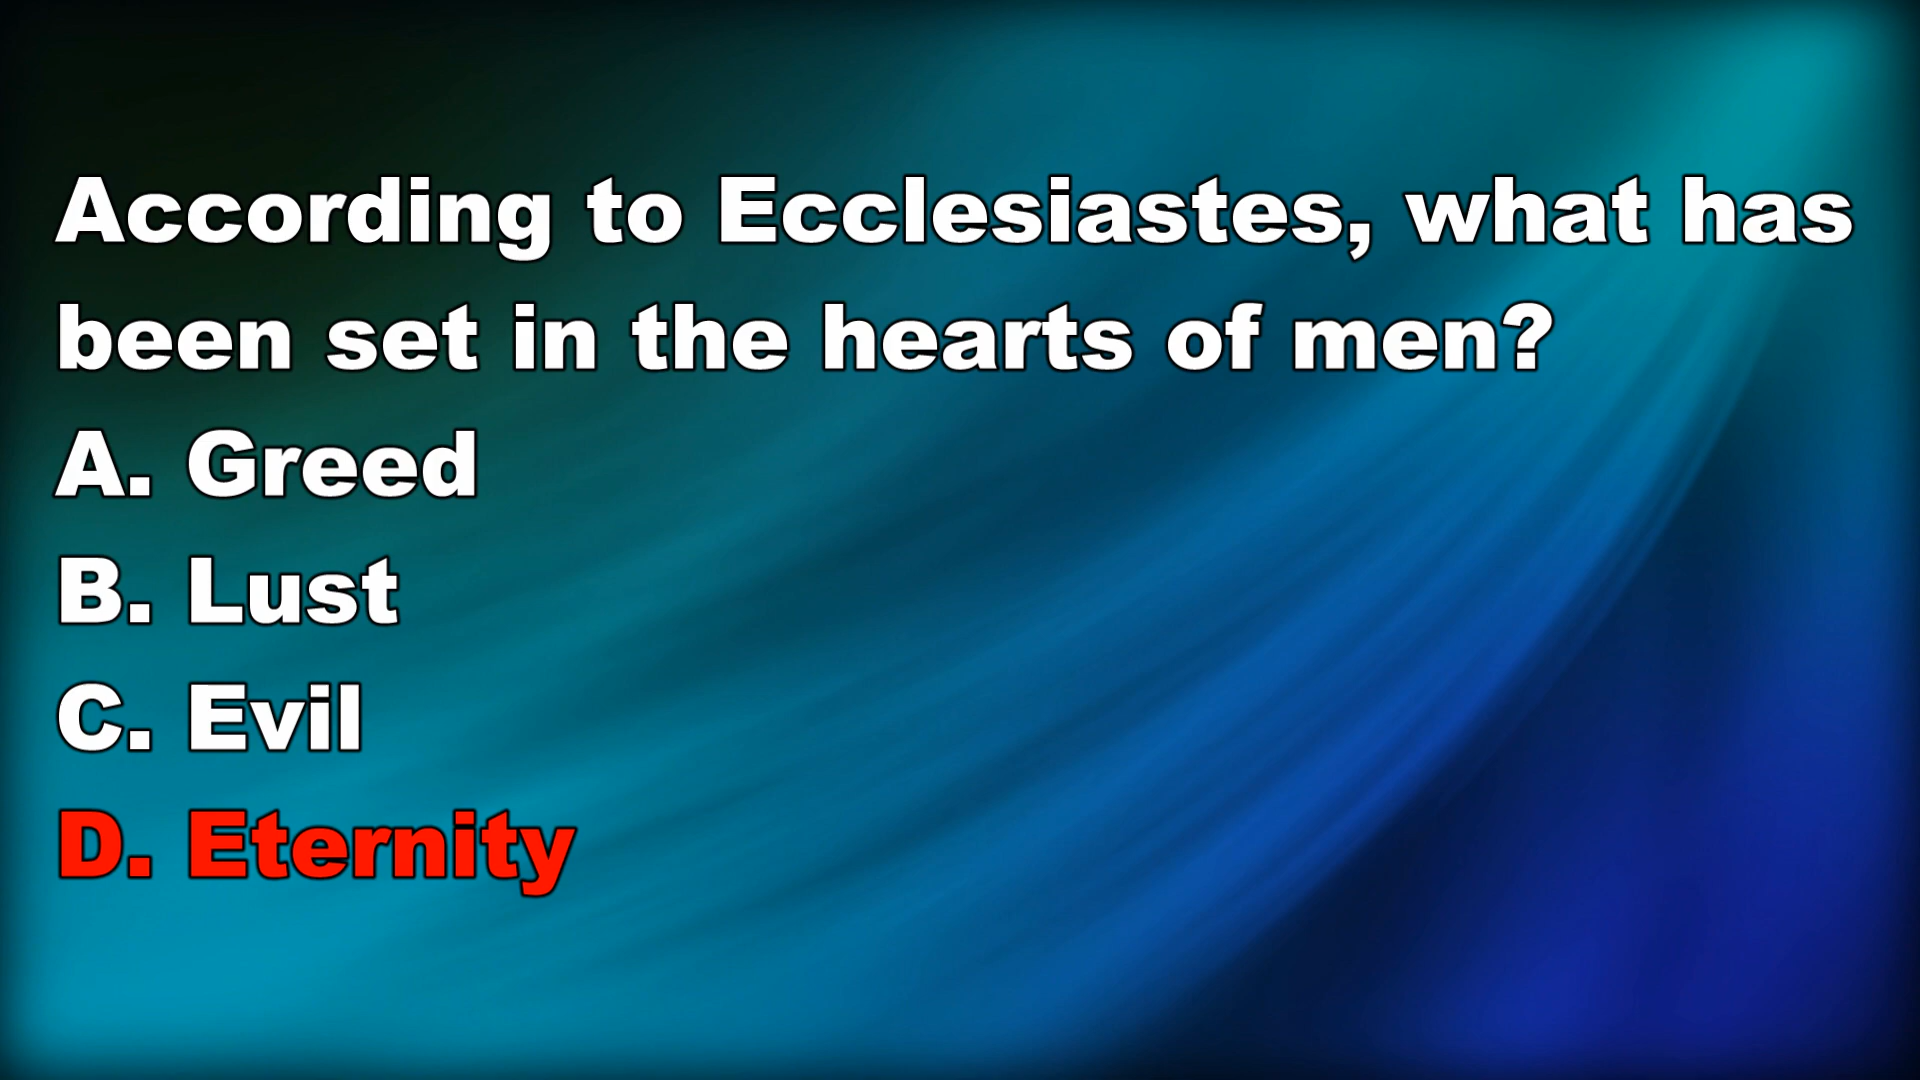 According to Ecclesiastes, what has
been set in the hearts of men?
A. Greed
B. Lust
C. Evil
D. Eternity